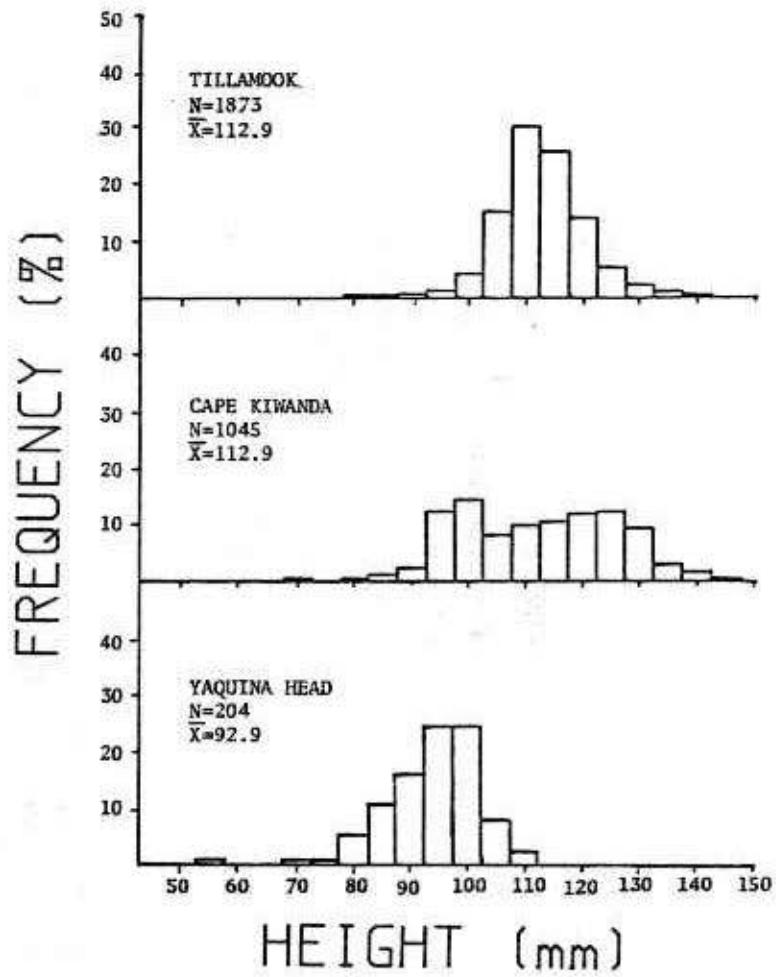 FREQUENCY (%)
50
40
30
20
10
TILLAMOOK
N=1873
X=112.9
40
30
20
10
CAPE KIWANDA
N=1045
X=112.9
40
30
20
10
YAQUINA HEAD
N=204
X=92.9
50 60 70 80 90 100 110 120 130 140 150
HEIGHT (mm)